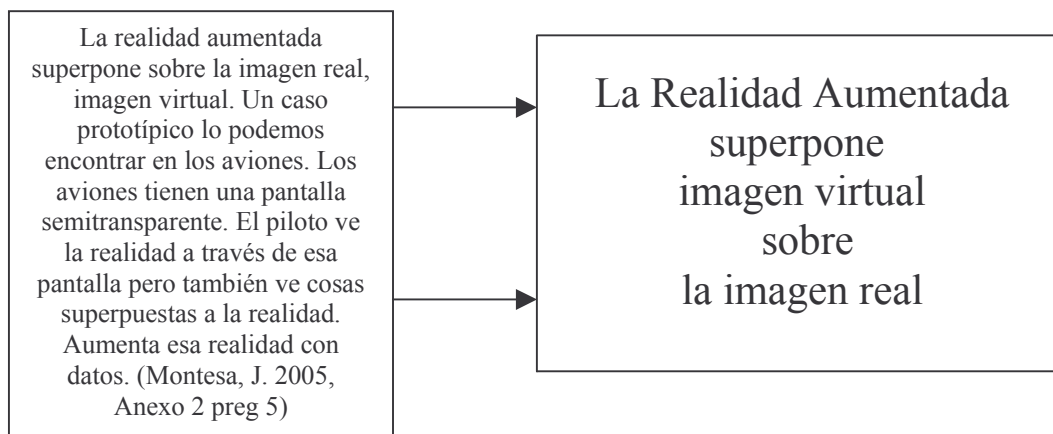 La realidad aumentada
superpone sobre la imagen real,
imagen virtual. Un caso
prototípico lo podemos
encontrar en los aviones. Los
aviones tienen una pantalla
semitransparente. El piloto ve
la realidad a través de esa
pantalla pero también ve cosas
superpuestas a la realidad.
Aumenta esa realidad con
datos. (Montesa, J. 2005,
Anexo 2 preg 5)
La Realidad Aumentada
superpone
imagen virtual
sobre
la imagen real